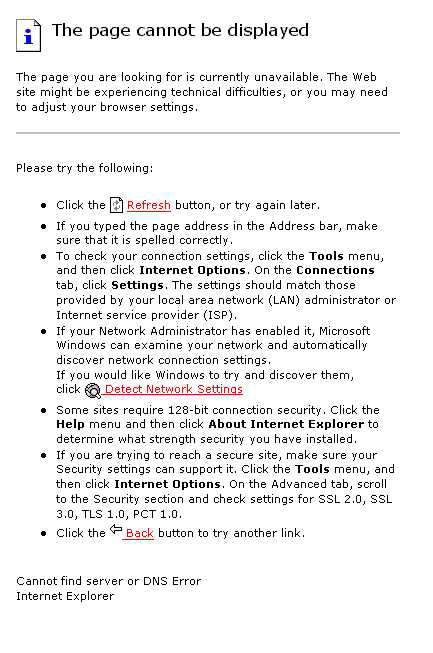 The page cannot be displayed
The page you are looking for is currently unavailable. The Web
site might be experiencing technical difficulties, or you may need
to adjust your browser settings.
Please try the following:
Click the Refresh button, or try again later.
If you typed the page address in the Address bar, make
sure that it is spelled correctly.
To check your connection settings, click the Tools menu,
and then click Internet Options. On the Connections
tab, click Settings. The settings should match those
provided by your local area network (LAN) administrator or
Internet service provider (ISP).
If your Network Administrator has enabled it, Microsoft
Windows can examine your network and automatically
discover network connection settings.
If you would like Windows to try and discover them,
click Detect Network Settings
Some sites require 128-bit connection security. Click the
Help menu and then click About Internet Explorer to
determine what strength security you have installed.
If you are trying to reach a secure site, make sure your
Security settings can support it. Click the Tools menu, and
then click Internet Options. On the Advanced tab, scroll
to the Security section and check settings for SSL 2.0, SSL
3.0, TLS 1.0, PCT 1.0.
Click the Back button to try another link.
Cannot find server or DNS Error
Internet Explorer